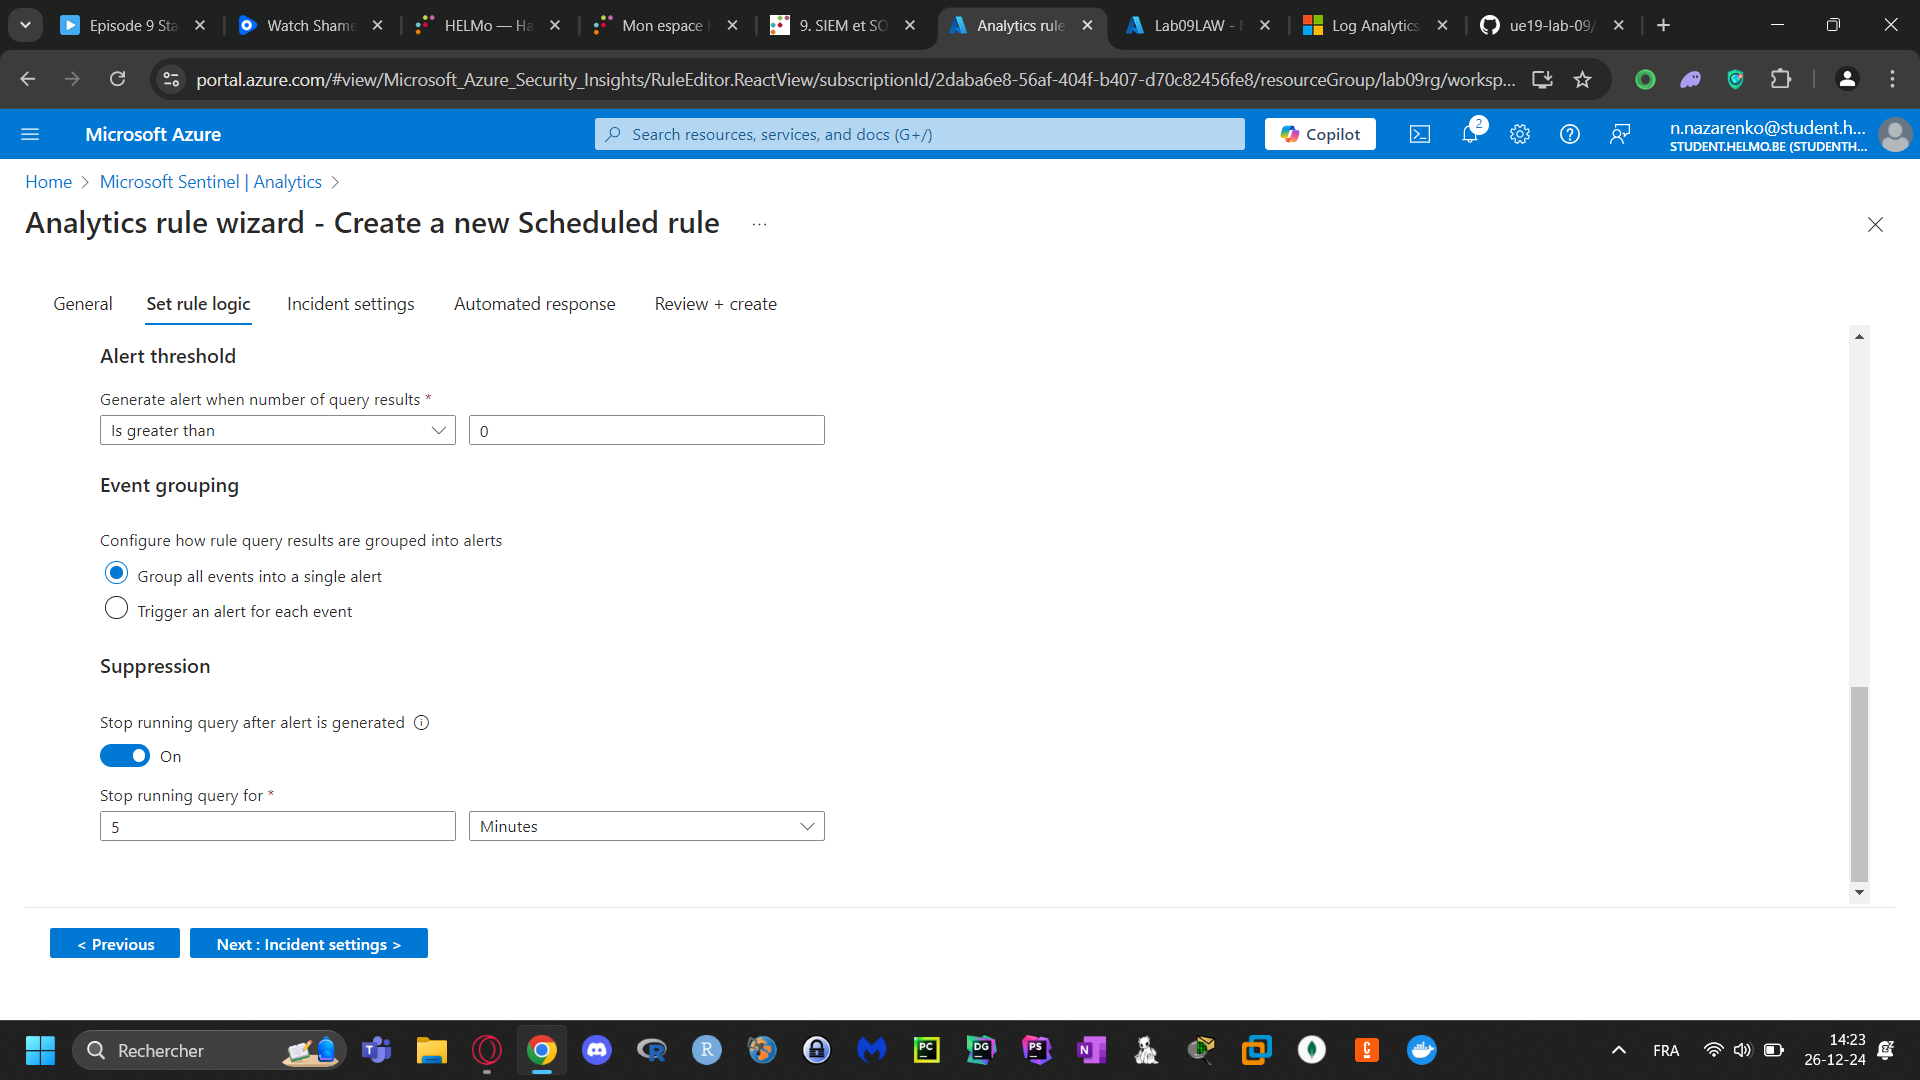 Episode 9 Sta
Watch Shame
HELMo — Ha
Mon espace
9. SIEM et SO
Analytics rule
Lab09LAW -
Log Analytics
ue19-lab-09/
portal.azure.com/#view/Microsoft_Azure_Security_Insights/RuleEditor.ReactView/subscriptionId/2daba6e8-56af-404f-b407-d70c82456fe8/resourceGroup/lab09rg/worksp...
Microsoft Azure
Search resources, services, and docs (G+/)
Copilot
2
n.nazarenko@student.h...
STUDENT.HELMO.BE (STUDENTH...
Home > Microsoft Sentinel | Analytics >
Analytics rule wizard - Create a new Scheduled rule ...
General Set rule logic Incident settings Automated response Review + create
Alert threshold
Generate alert when number of query results *
Is greater than 0
Event grouping
Configure how rule query results are grouped into alerts
Group all events into a single alert
Trigger an alert for each event
Suppression
Stop running query after alert is generated
On
Stop running query for *
5 Minutes
< Previous
Next : Incident settings >
Rechercher
FRA
14:23
26-12-24